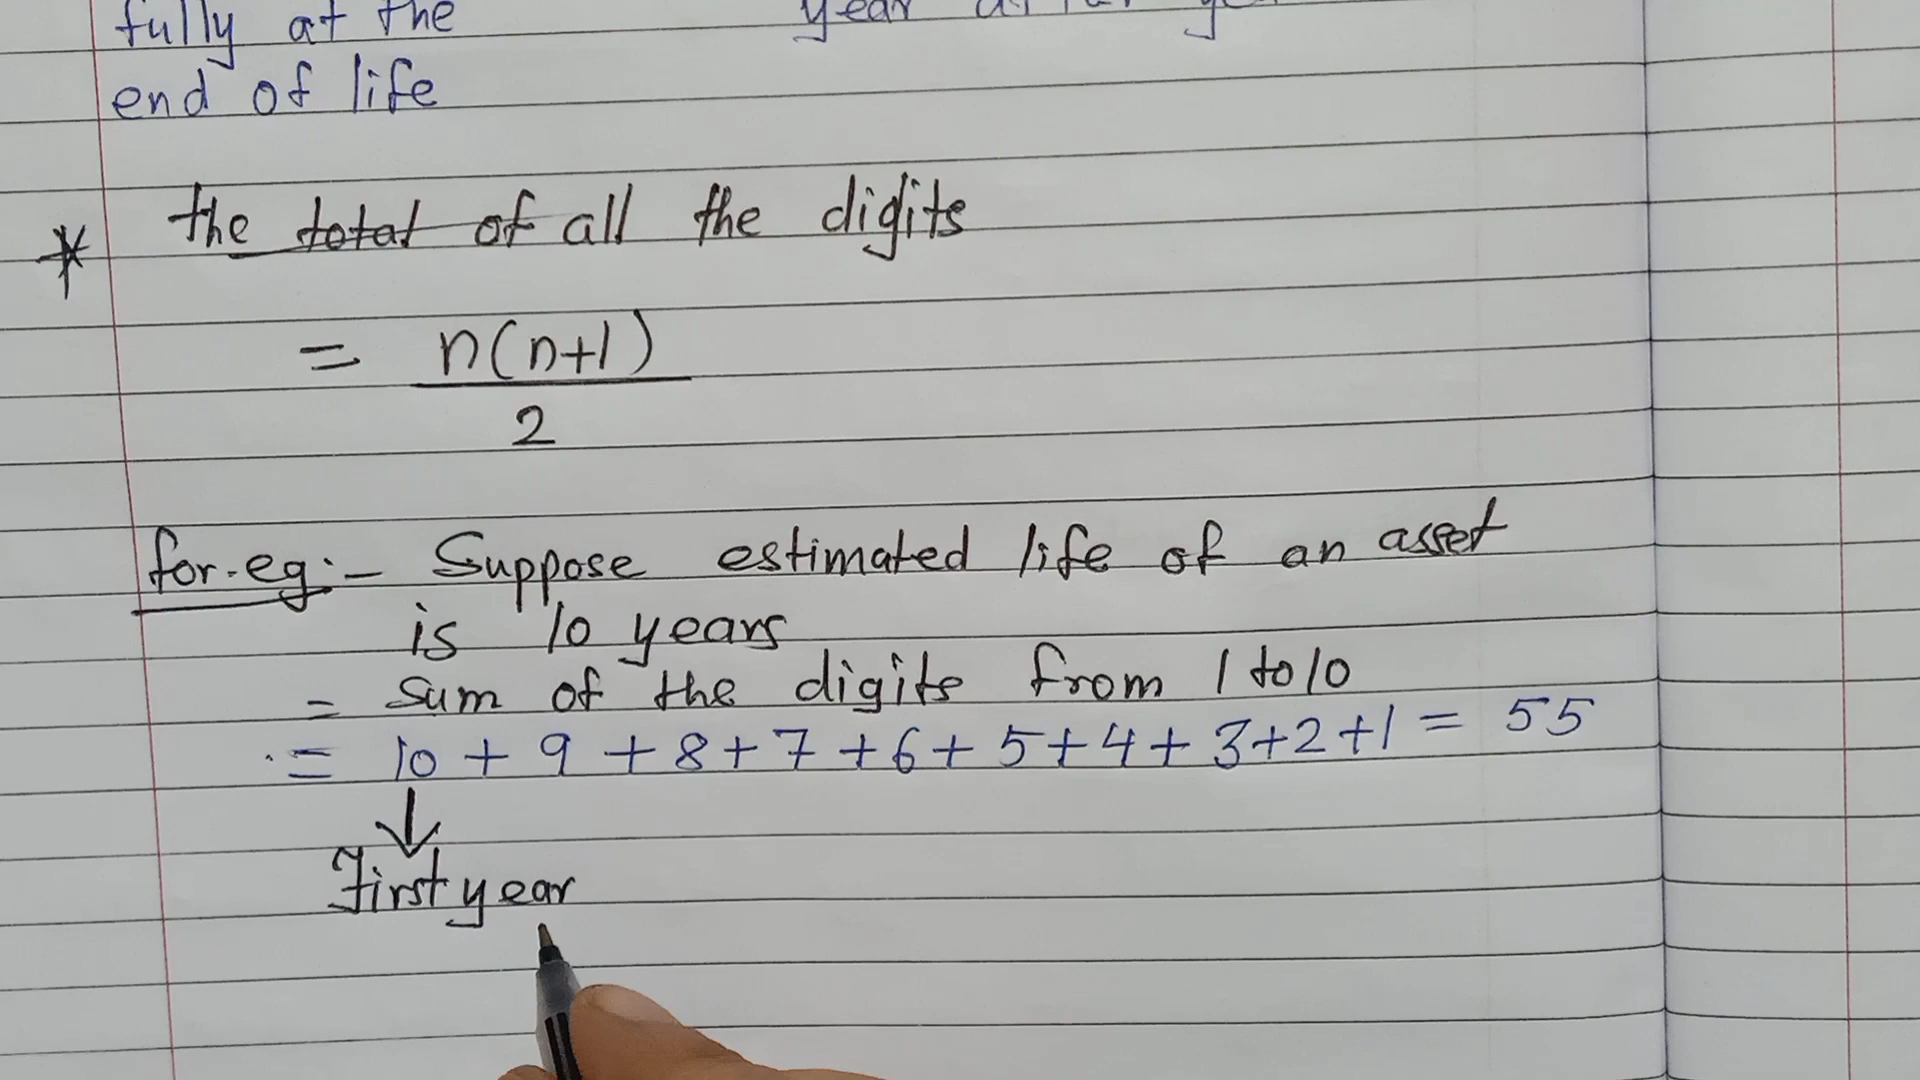 fully at the year
end of life
* the total of all the digits
= n(n+1)
2
for.eg:- Suppose estimated life of an asset
is 10 years
= sum of the digits from 1 to 10
= 10 + 9 + 8 + 7 + 6 + 5 + 4 + 3 + 2 + 1 = 55
↓
First year